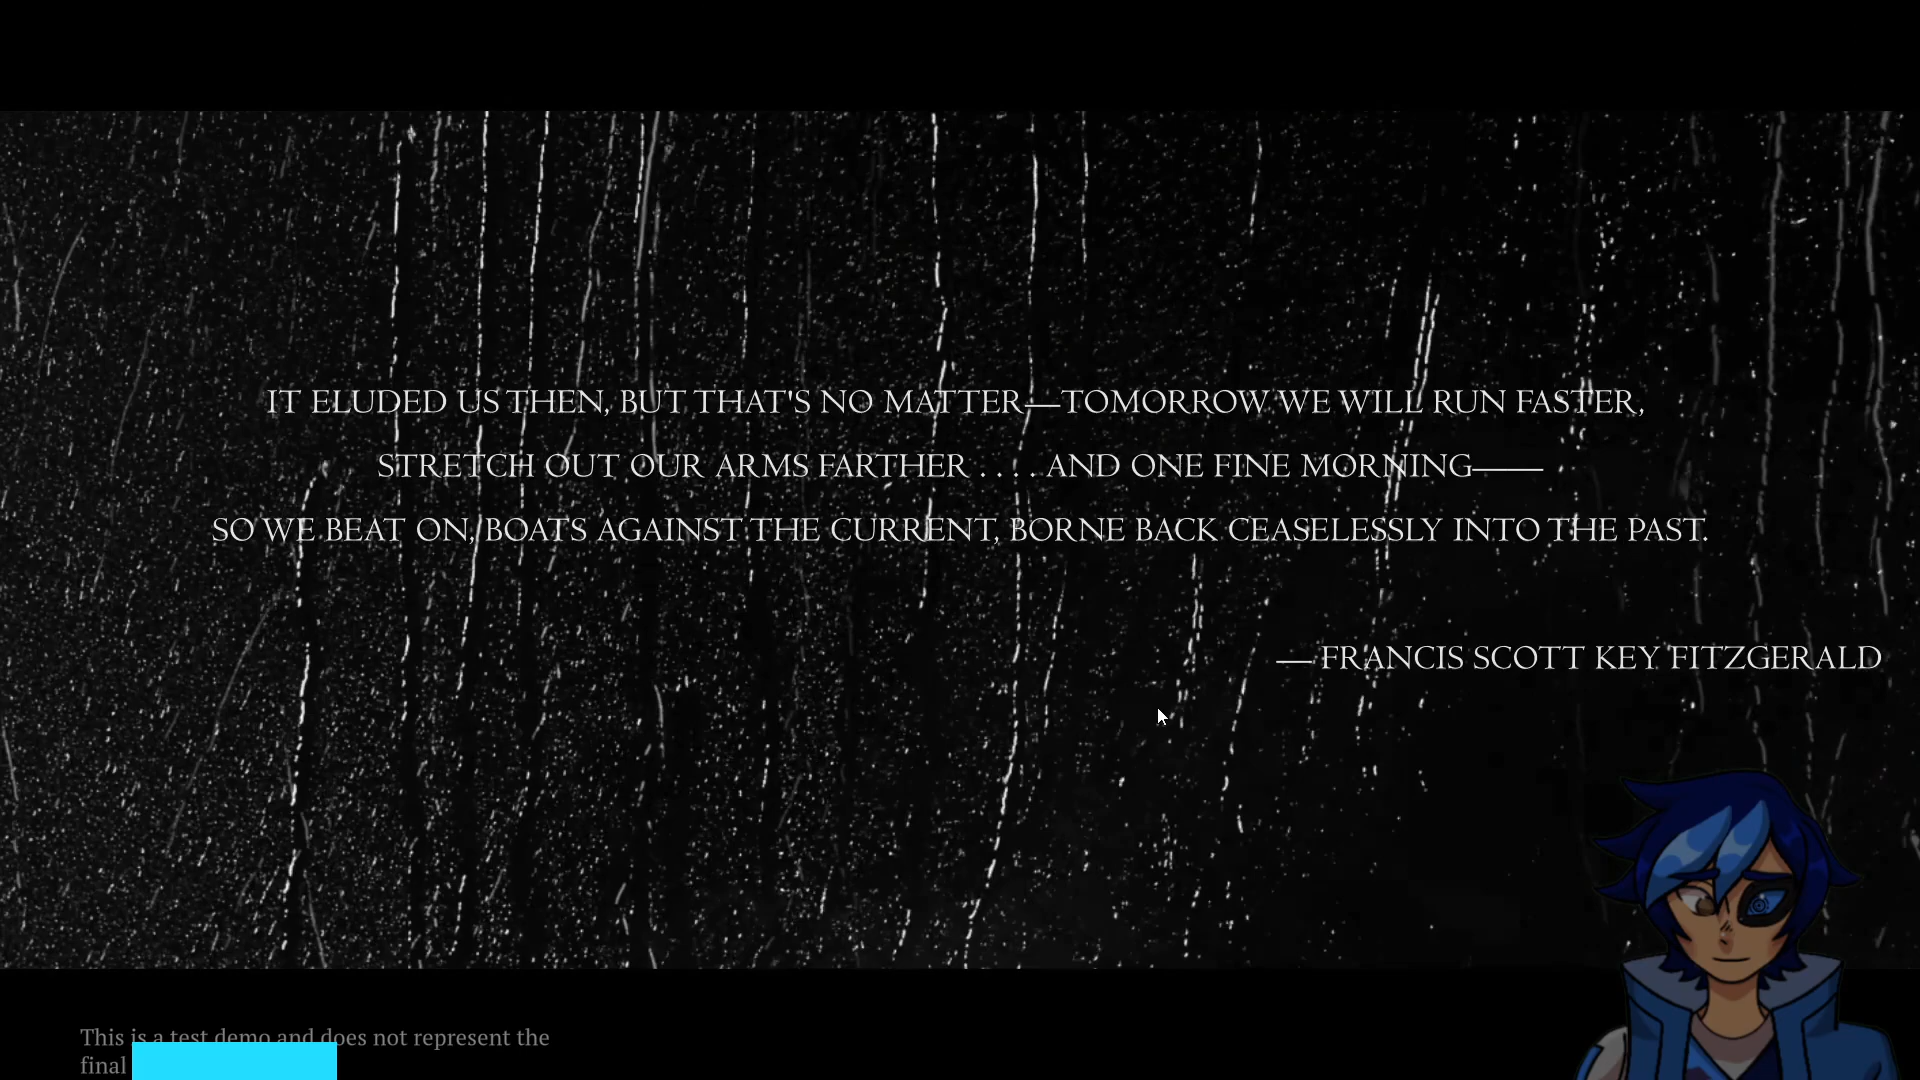 IT ELUDED US THEN, BUT THAT'S NO MATTER—TOMORROW WE WILL RUN FASTER,
STRETCH OUT OUR ARMS FARTHER . . . . AND ONE FINE MORNING——
SO WE BEAT ON, BOATS AGAINST THE CURRENT, BORNE BACK CEASELESSLY INTO THE PAST.
— FRANCIS SCOTT KEY FITZGERALD
This is a test demo and does not represent the
final